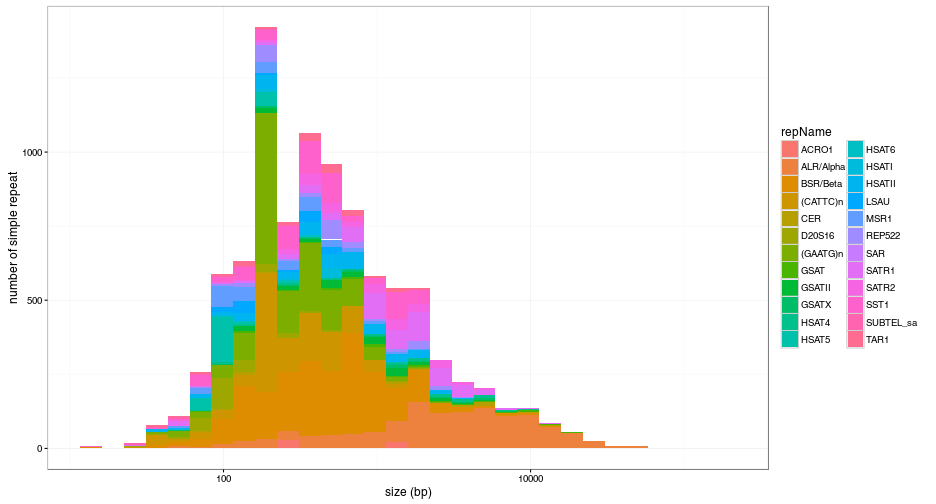 number of simple repeat
1000
500
0
100
10000
size (bp)
repName
ACRO1
ALR/Alpha
BSR/Beta
(CATTC)n
CER
D20S16
(GAATG)n
GSAT
GSATII
GSATX
HSAT4
HSAT5
HSAT6
HSATI
HSATII
LSAU
MSR1
REP522
SAR
SATR1
SATR2
SST1
SUBTEL_sa
TAR1